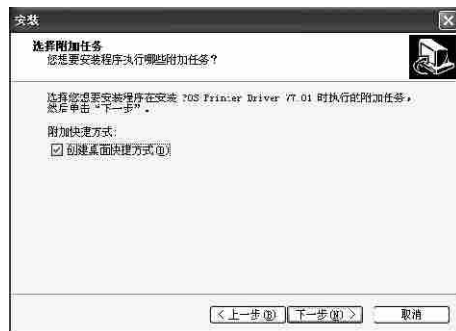 安装
选择附加任务
您想要安装程序执行哪些附加任务?
选择您想要安装程序在安装 POS Printer Driver V7.01 时执行的附加任务,
然后单击“下一步”。
附加快捷方式:
创建桌面快捷方式(D)
<上一步(B) 下一步(N)> 取消